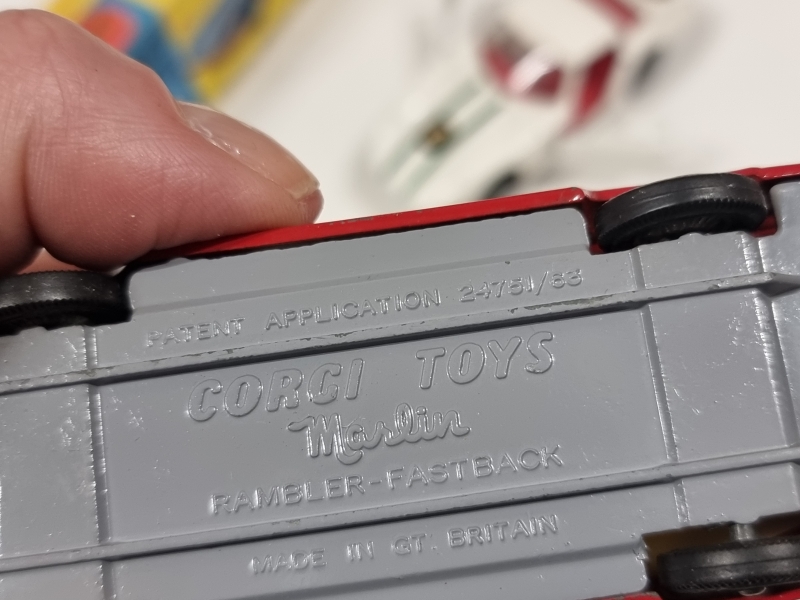 PATENT APPLICATION 24751/63
CORGI TOYS
Marlin
RAMBLER-FASTBACK
MADE IN GT. BRITAIN